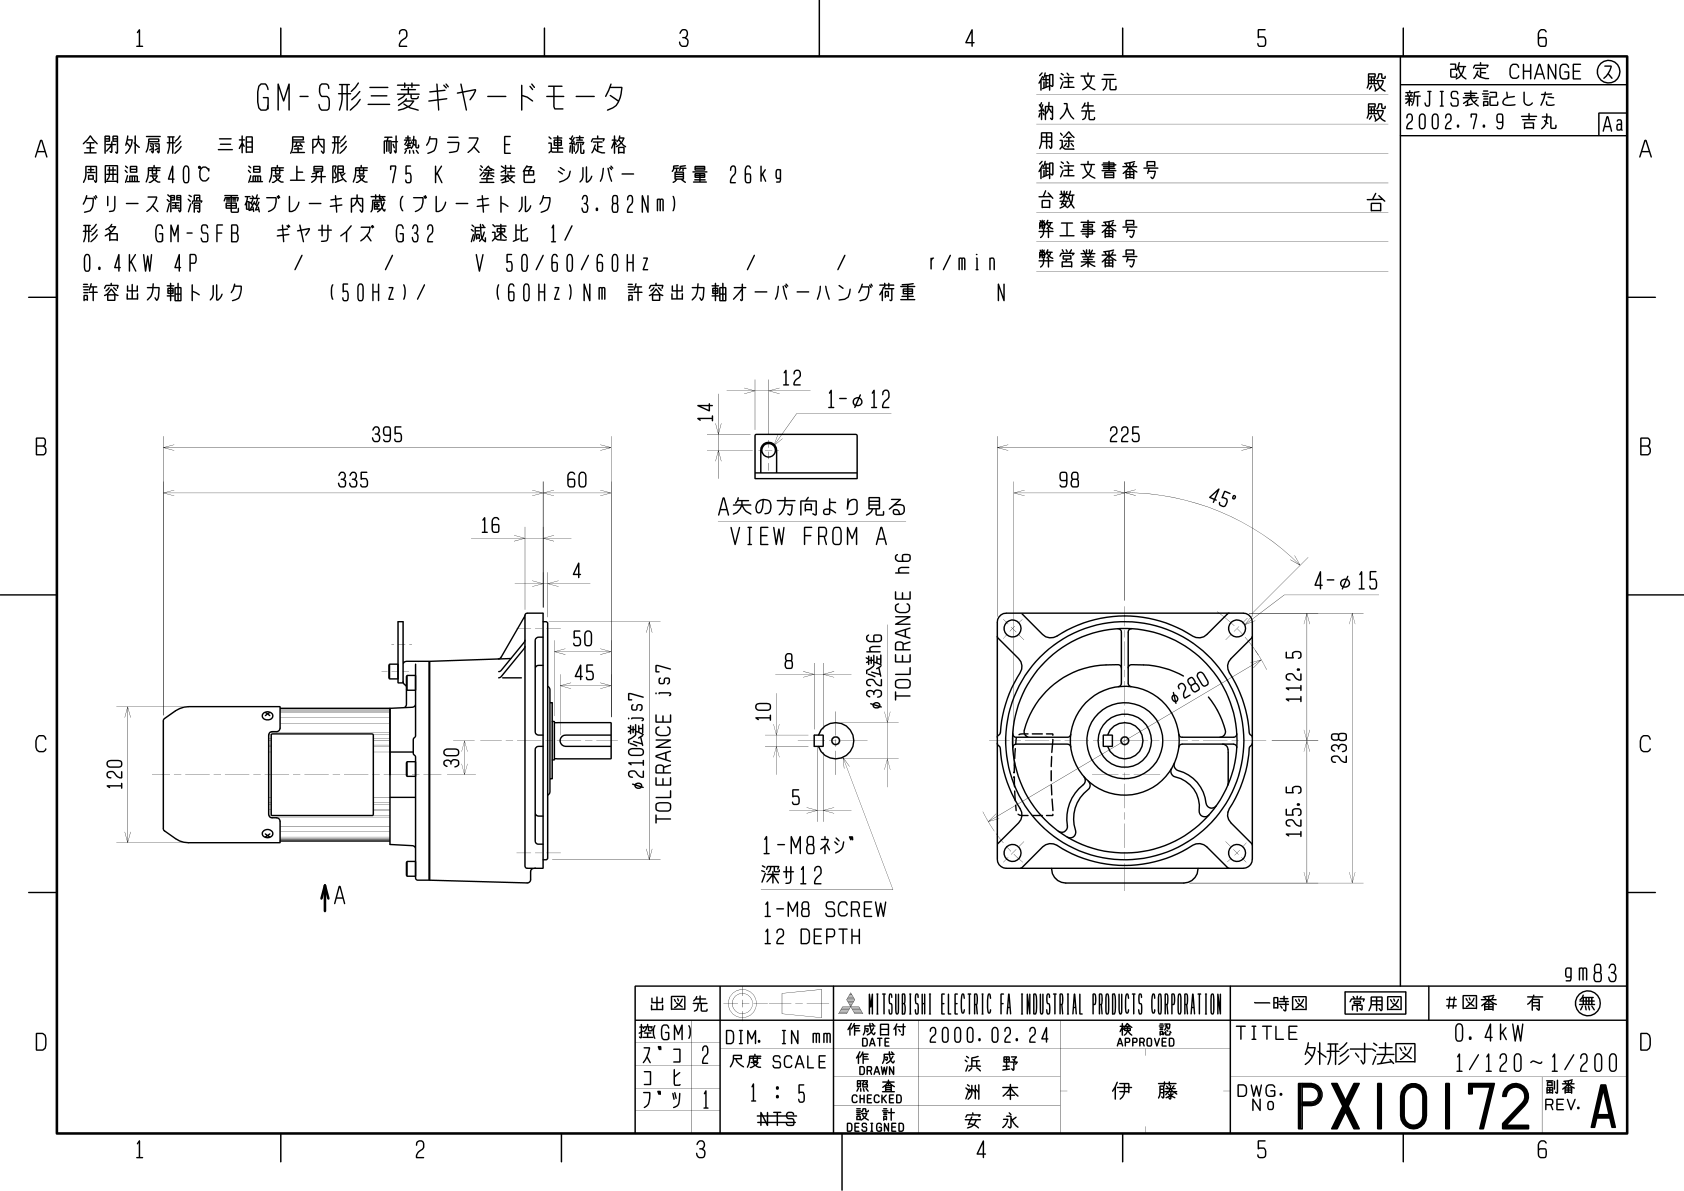 1 2 3 4 5 6
改定 CHANGE ス
新JIS表記とした
2002.7.9 吉丸 Aa
GM-S形三菱ギヤードモータ
全閉外扇形 三相 屋内形 耐熱クラス E 連続定格
周囲温度40℃ 温度上昇限度 75 K 塗装色 シルバー 質量 26kg
グリース潤滑 電磁ブレーキ内蔵(ブレーキトルク 3.82Nm)
形名 GM-SFB ギヤサイズ G32 減速比 1/
0.4KW 4P / / V 50/60/60Hz / / r/min
許容出力軸トルク (50Hz)/ (60Hz)Nm 許容出力軸オーバーハング荷重 N
御注文元 殿
納入先 殿
用途
御注文書番号
台数 台
弊工事番号
弊営業番号
A A
B B
C C
D D
12
1-φ12
14
A矢の方向より見る
VIEW FROM A
395
335 60
16
4
50
45
30
120
φ210公差js7
TOLERANCE js7
A
8
10
5
φ32公差h6
TOLERANCE h6
1-M8ネジ
深サ12
1-M8 SCREW
12 DEPTH
225
98
45°
4-φ15
φ280
112.5
238
125.5
gm83
出図先
控(GM)
ズコ 2
コヒ
ブツ 1
DIM. IN mm
尺度 SCALE
1 : 5
NTS
MITSUBISHI ELECTRIC FA INDUSTRIAL PRODUCTS CORPORATION
作成日付 DATE 2000.02.24
作成 DRAWN 浜野
照査 CHECKED 洲本
設計 DESIGNED 安永
検認 APPROVED
伊藤
一時図 常用図 #図番 有 無
TITLE 外形寸法図
0.4kW
1/120~1/200
DWG. No PX10172
副番 REV. A
1 2 3 4 5 6